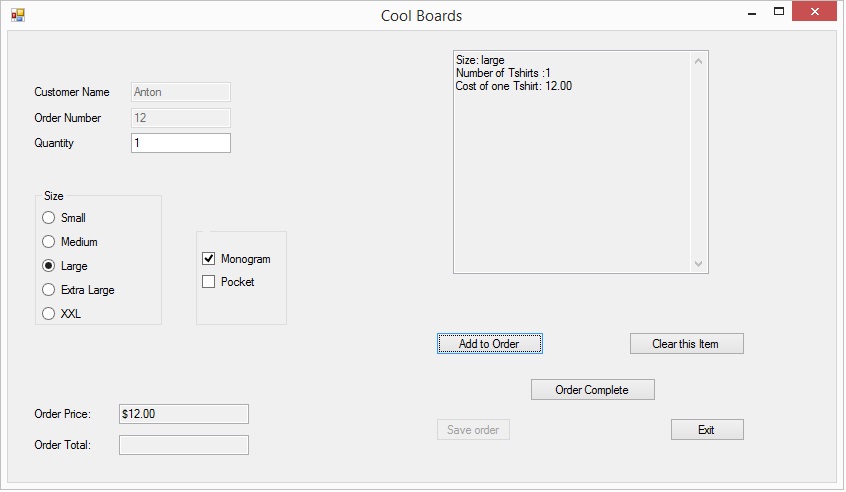 Cool Boards
Customer Name Anton
Order Number 12
Quantity 1
Size: large
Number of Tshirts :1
Cost of one Tshirt: 12.00
Size
Small
Medium
Large
Extra Large
XXL
Monogram
Pocket
Add to Order
Clear this Item
Order Complete
Order Price: $12.00
Order Total:
Save order
Exit